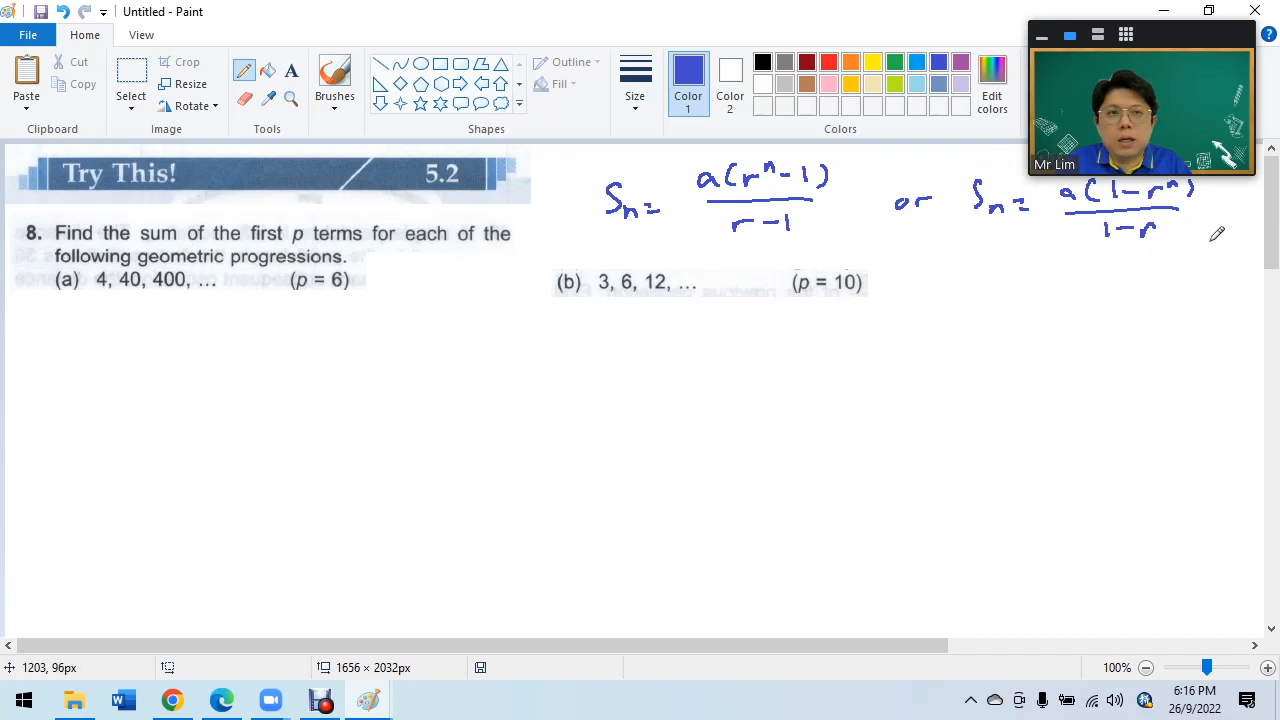 Untitled - Paint
File Home View
Paste Cut Copy Clipboard
Select Crop Resize Rotate Image
A Tools
Brushes
Shapes Outline Fill
Size
Color 1 Color 2 Colors Edit colors
Mr Lim
Try This! 5.2
Sn = a(r^n - 1) / r - 1 or Sn = a(1 - r^n) / 1 - r
8. Find the sum of the first p terms for each of the
following geometric progressions.
(a) 4, 40, 400, ... (p = 6)
(b) 3, 6, 12, ... (p = 10)
1203, 96px 1656 × 2032px 100%
6:16 PM
26/9/2022